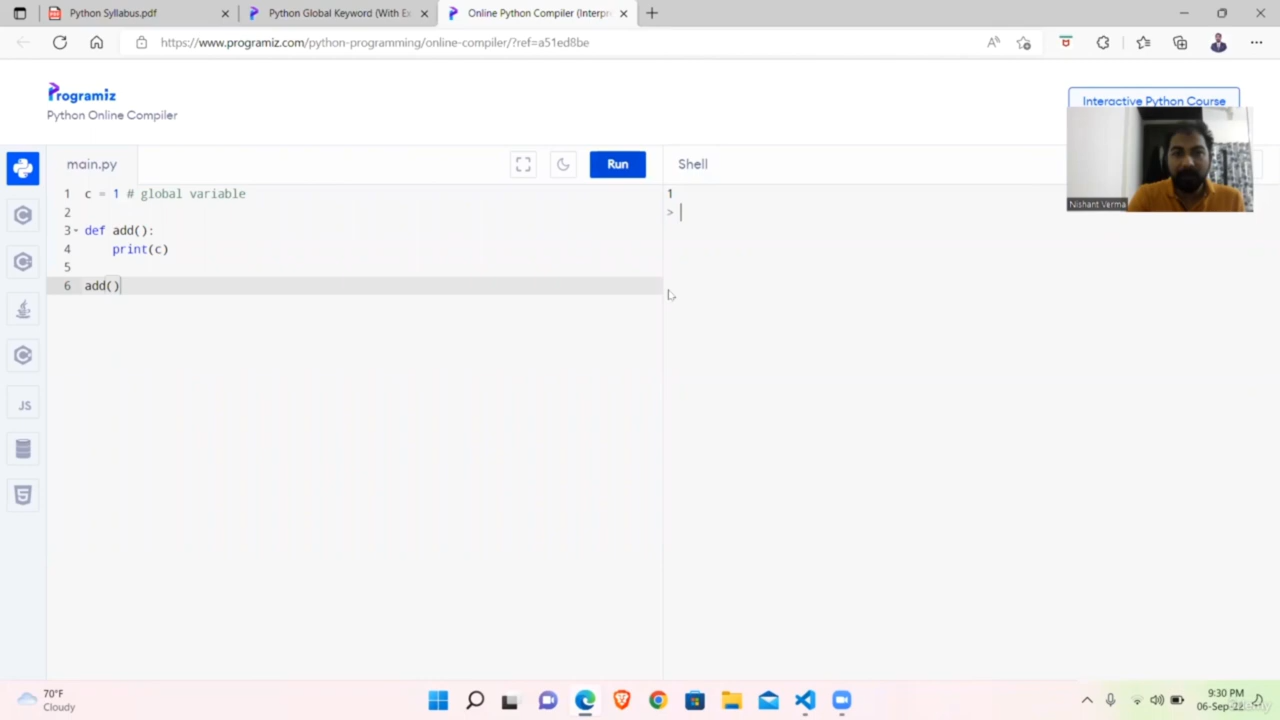 Python Syllabus.pdf
Python Global Keyword (With Ex
Online Python Compiler (Interpr
https://www.programiz.com/python-programming/online-compiler/?ref=a51ed8be
Programiz
Python Online Compiler
Interactive Python Course
Nishant Verma
main.py
Run
Shell
1 c = 1 # global variable
2
3 def add():
4 print(c)
5
6 add()
1
>
JS
70°F
Cloudy
9:30 PM
06-Sep-22